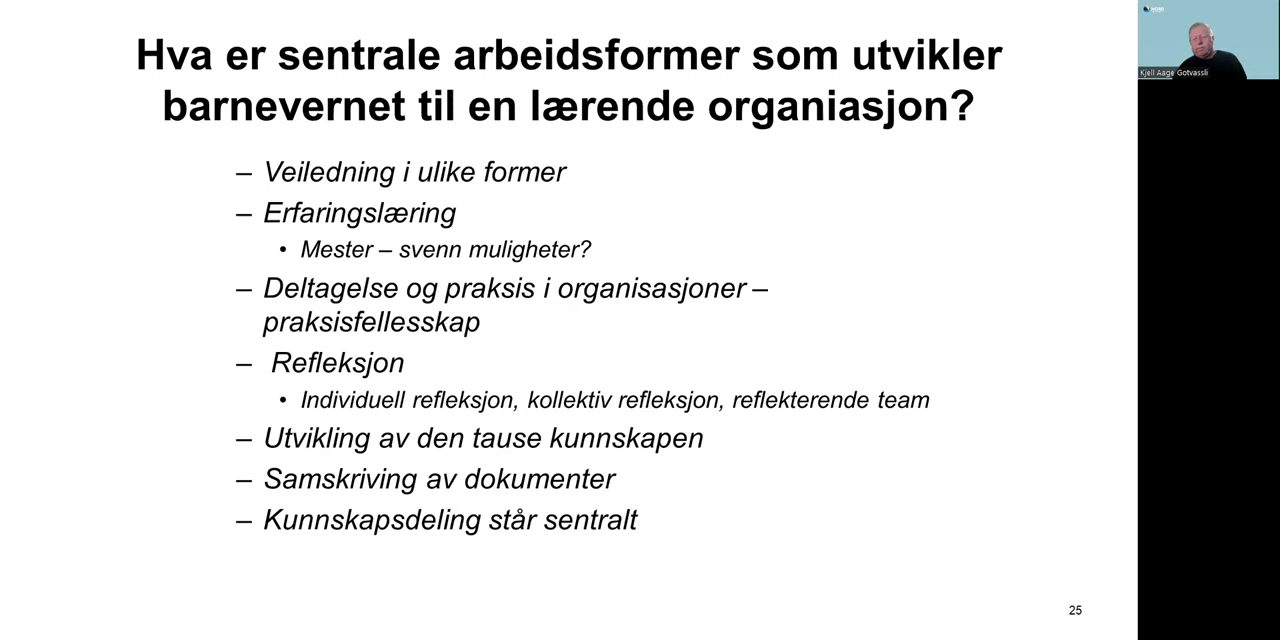 Hva er sentrale arbeidsformer som utvikler
barnevernet til en lærende organiasjon?
– Veiledning i ulike former
– Erfaringslæring
• Mester – svenn muligheter?
– Deltagelse og praksis i organisasjoner –
praksisfellesskap
– Refleksjon
• Individuell refleksjon, kollektiv refleksjon, reflekterende team
– Utvikling av den tause kunnskapen
– Samskriving av dokumenter
– Kunnskapsdeling står sentralt
25
NORD
Kjell Aage Gotvassli